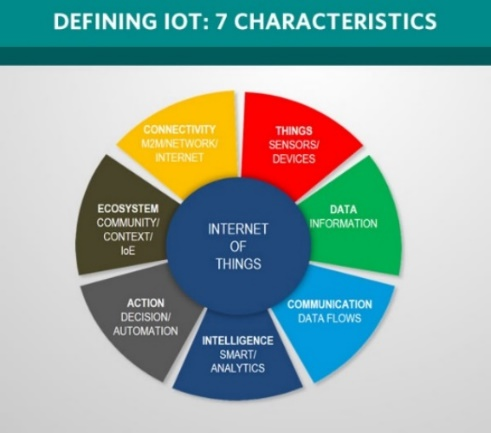 DEFINING IOT: 7 CHARACTERISTICS
CONNECTIVITY
M2M/NETWORK/
INTERNET
THINGS
SENSORS/
DEVICES
DATA
INFORMATION
COMMUNICATION
DATA FLOWS
INTELLIGENCE
SMART/
ANALYTICS
ACTION
DECISION/
AUTOMATION
ECOSYSTEM
COMMUNITY/
CONTEXT/
IoE
INTERNET
OF
THINGS